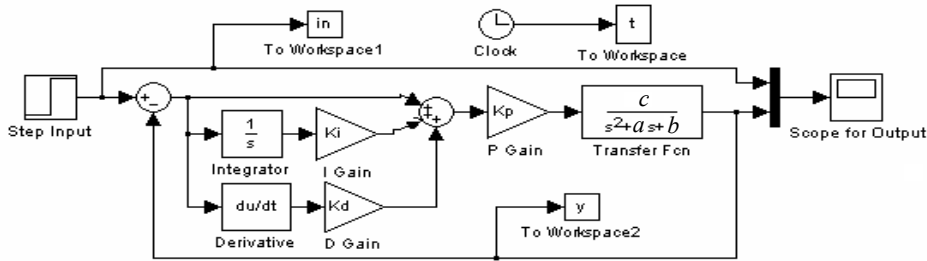 in
To Workspace1
Clock
t
To Workspace
Step Input
+
-
1
s
Integrator
Ki
I Gain
du/dt
Derivative
Kd
D Gain
+
+
+
Kp
P Gain
c
s²+as+b
Transfer Fcn
Scope for Output
y
To Workspace2